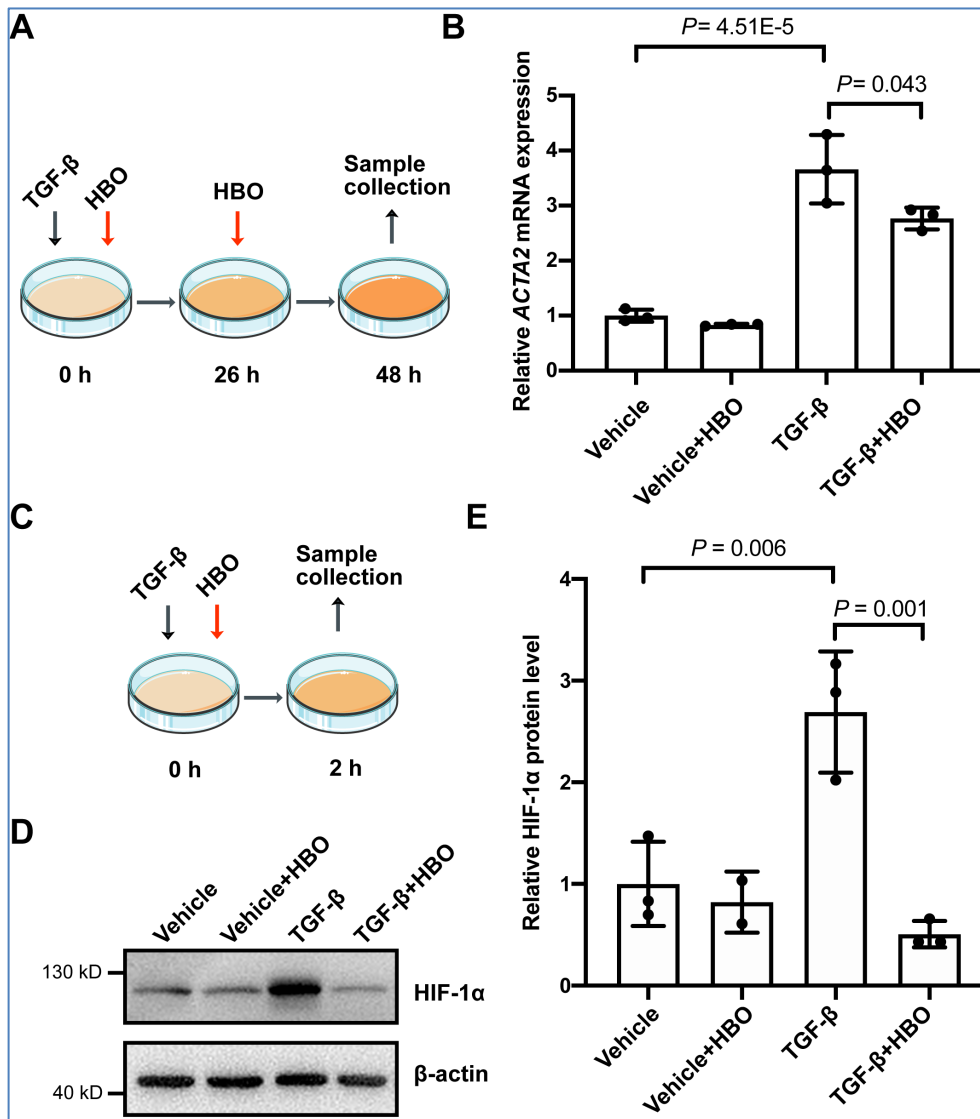 A
TGF-β
HBO
HBO
Sample
collection
0 h
26 h
48 h
B
P= 4.51E-5
P= 0.043
Relative ACTA2 mRNA expression
5
4
3
2
1
0
Vehicle
Vehicle+HBO
TGF-β
TGF-β+HBO
C
TGF-β
HBO
Sample
collection
0 h
2 h
D
Vehicle
Vehicle+HBO
TGF-β
TGF-β+HBO
130 kD
HIF-1α
40 kD
β-actin
E
P = 0.006
P = 0.001
Relative HIF-1α protein level
4
3
2
1
0
Vehicle
Vehicle+HBO
TGF-β
TGF-β+HBO